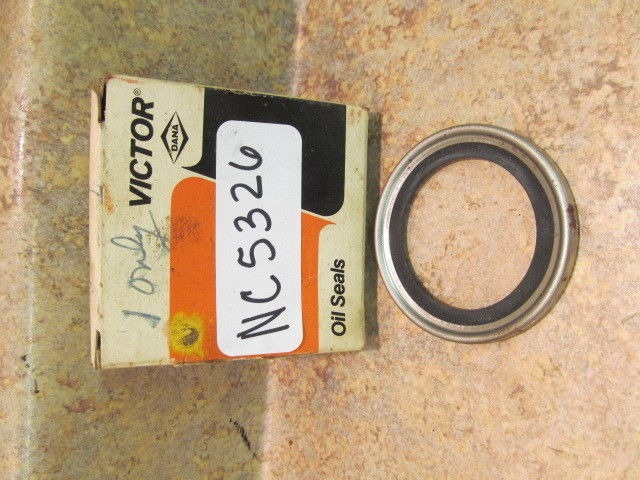 VICTOR®
DANA
1 only
NC5326
Oil Seals